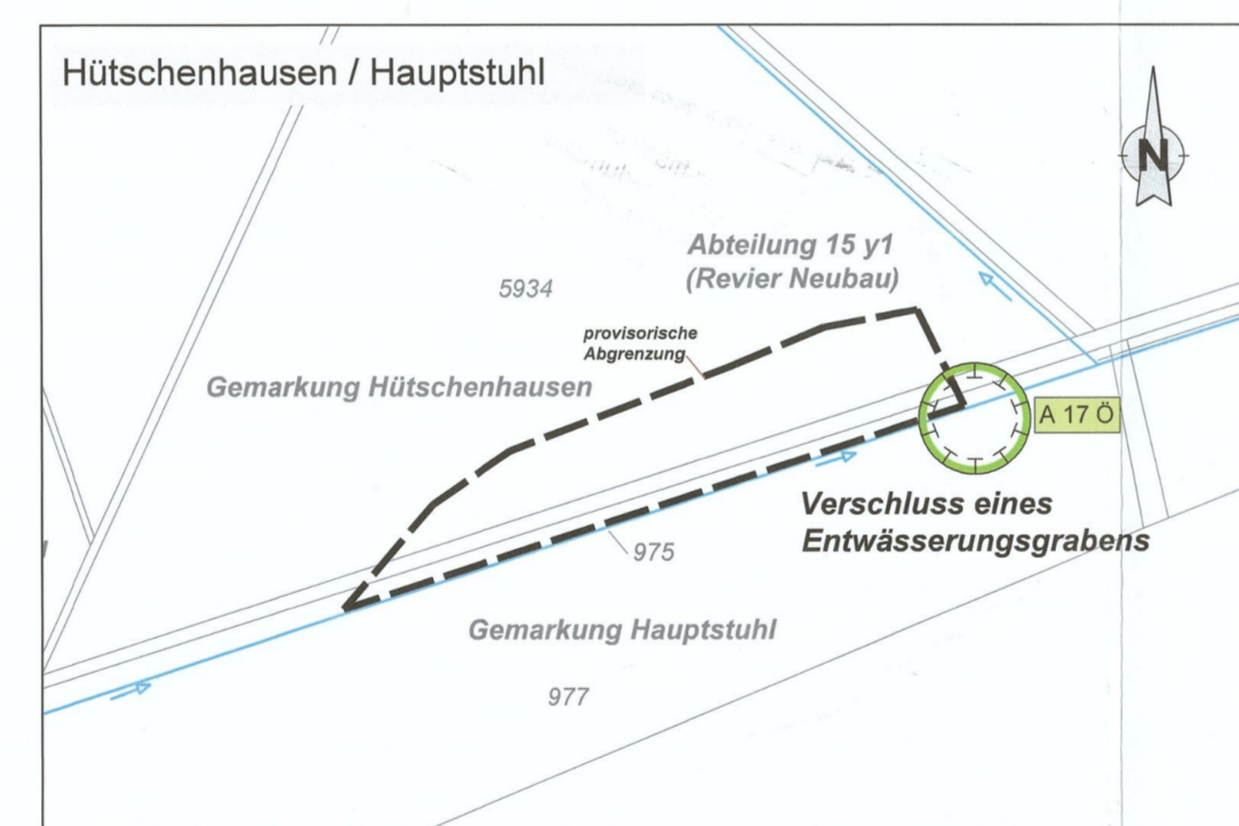 Hütschenhausen / Hauptstuhl
N
Abteilung 15 y1
(Revier Neubau)
5934
provisorische
Abgrenzung
Gemarkung Hütschenhausen
A 17 Ö
Verschluss eines
Entwässerungsgrabens
975
Gemarkung Hauptstuhl
977